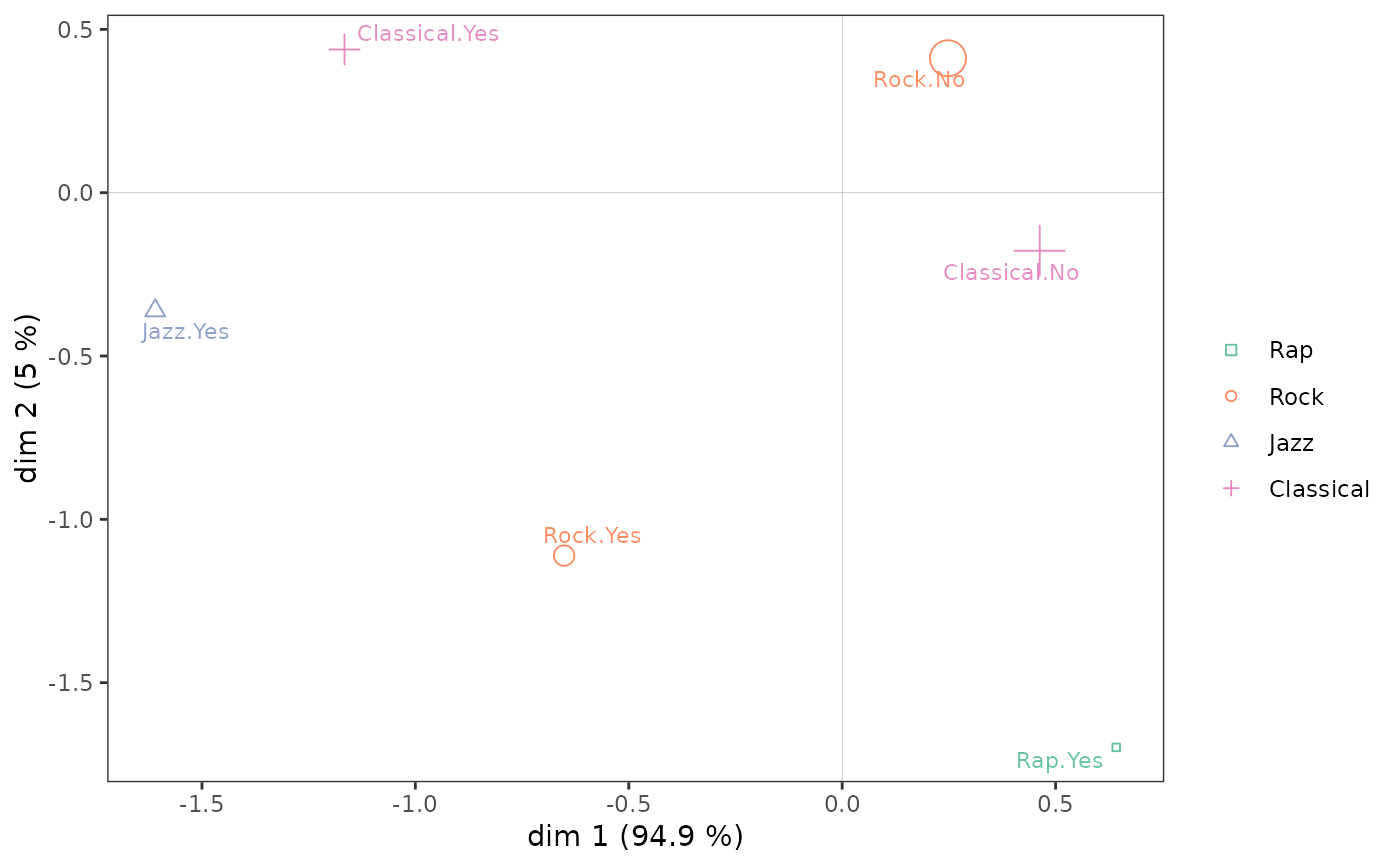 0.5
0.0
-0.5
-1.0
-1.5
dim 2 (5 %)
Classical.Yes
Rock.No
Classical.No
Jazz.Yes
Rock.Yes
Rap.Yes
-1.5
-1.0
-0.5
0.0
0.5
dim 1 (94.9 %)
Rap
Rock
Jazz
Classical